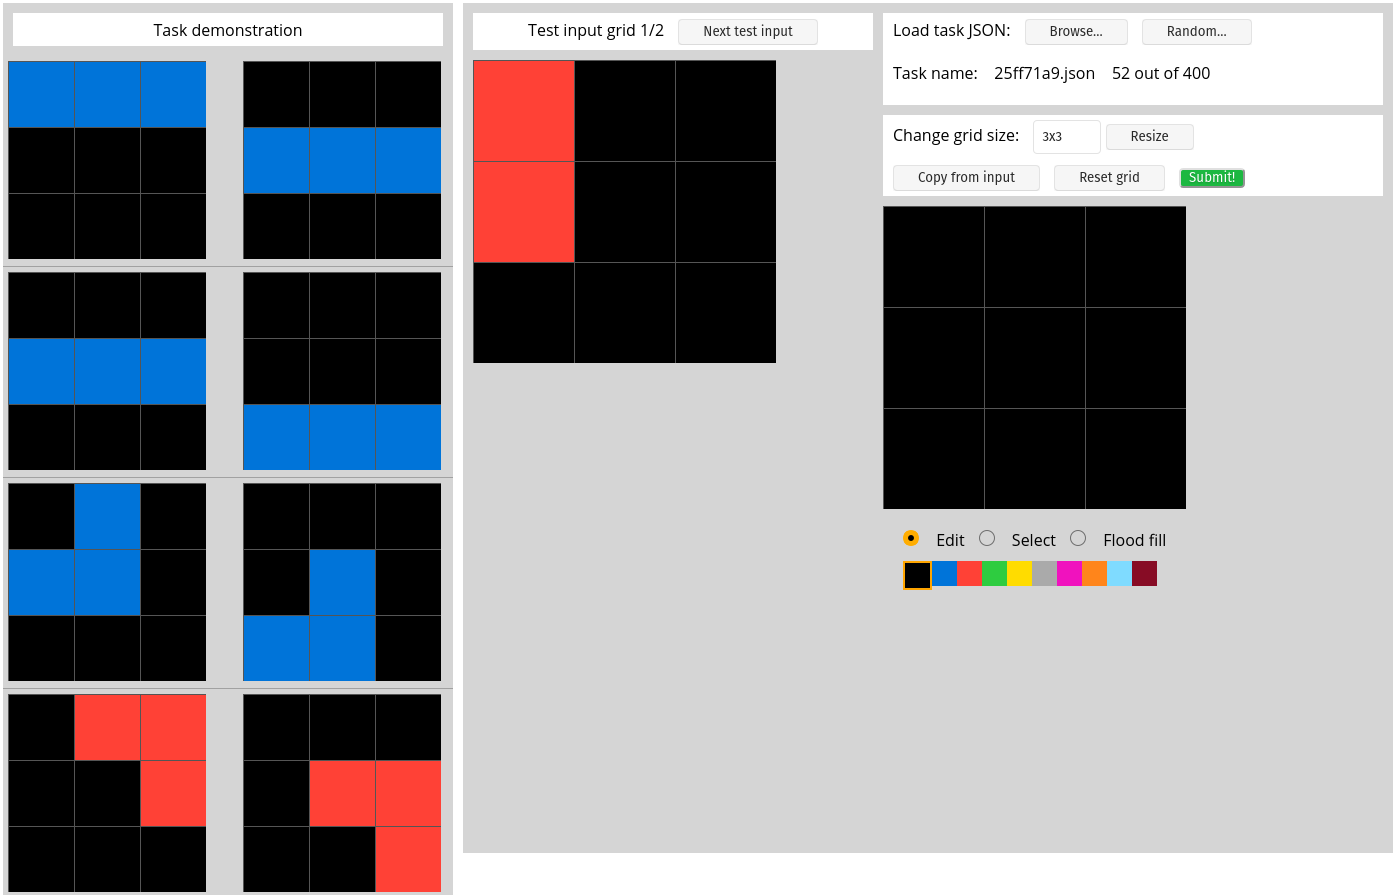 Task demonstration
Test input grid 1/2 Next test input
Load task JSON: Browse... Random...
Task name: 25ff71a9.json 52 out of 400
Change grid size: 3x3 Resize
Copy from input Reset grid Submit!
Edit Select Flood fill